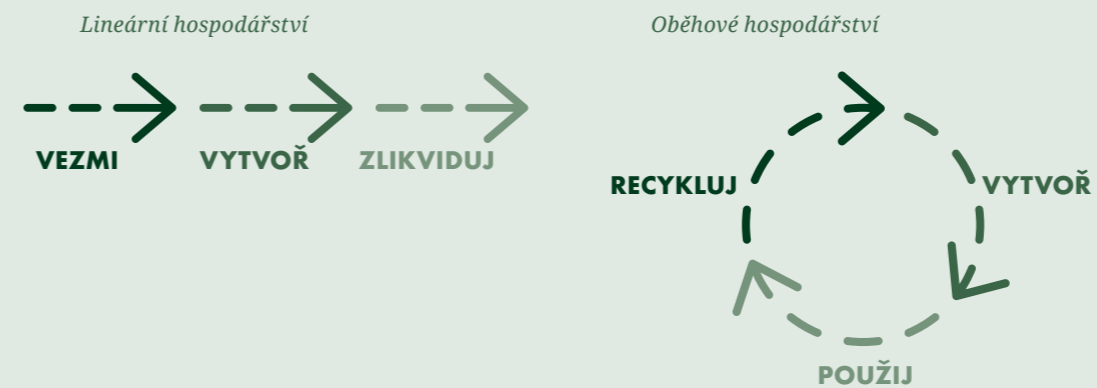 Lineární hospodářství
VEZMI
VYTVOŘ
ZLIKVIDUJ
Oběhové hospodářství
RECYKLUJ
VYTVOŘ
POUŽIJ